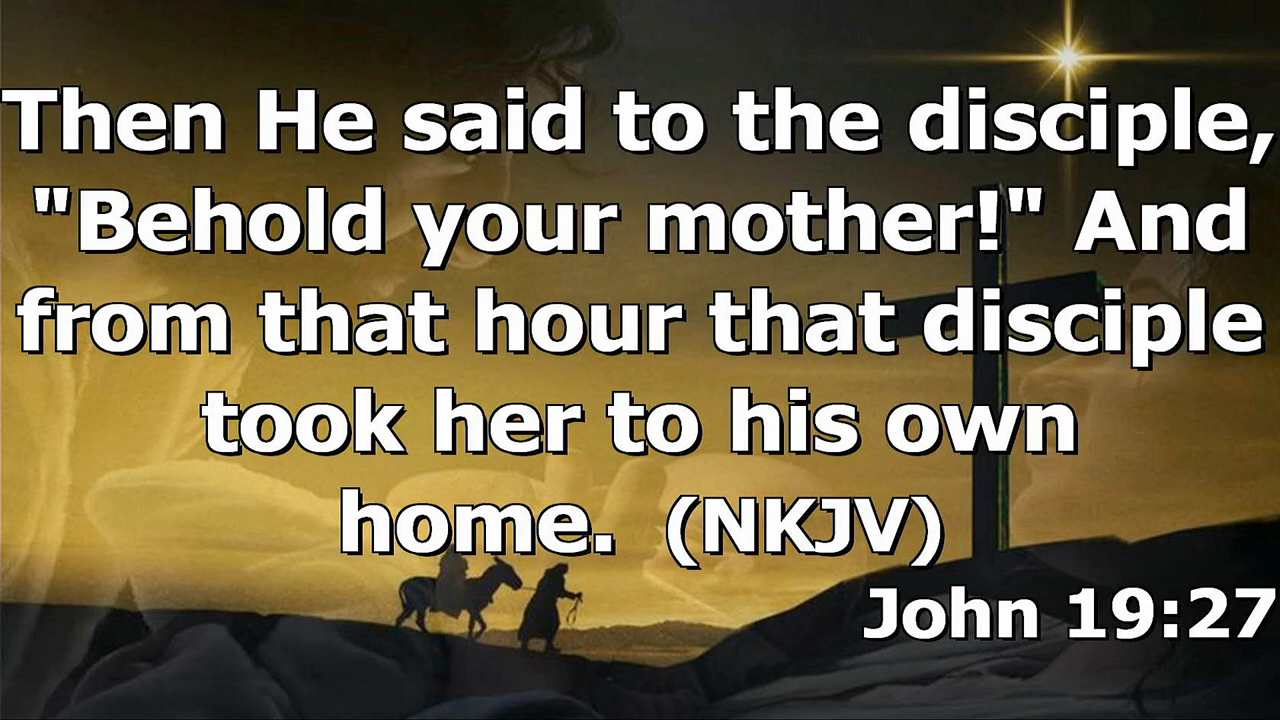 Then He said to the disciple,
"Behold your mother!" And
from that hour that disciple
took her to his own
home. (NKJV)
John 19:27